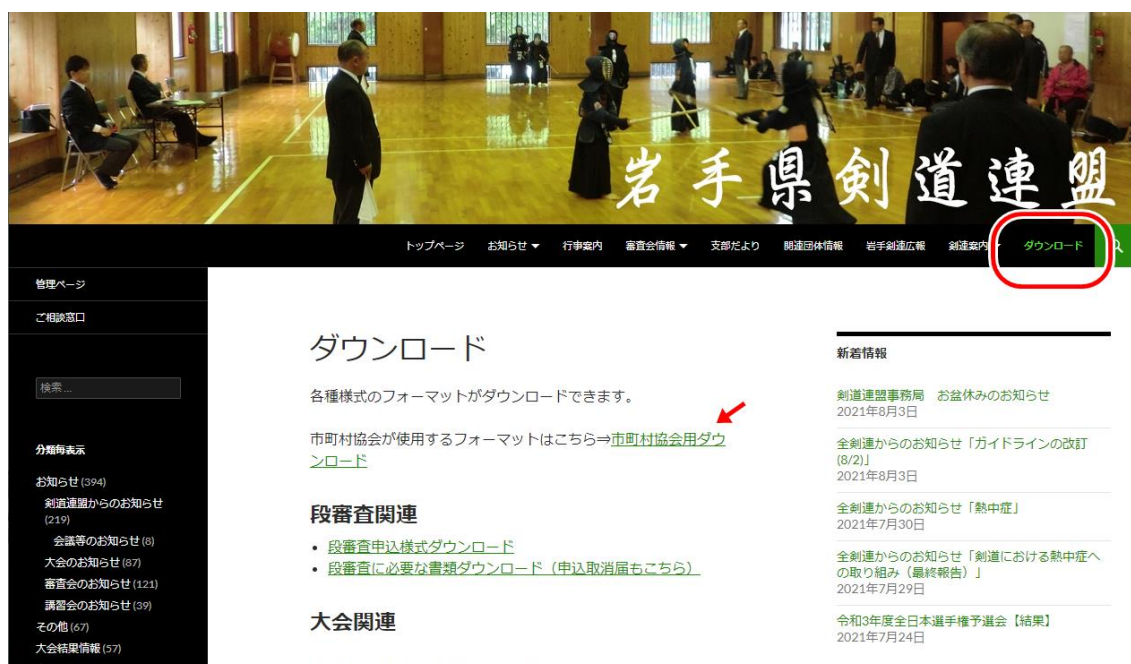 岩手県剣道連盟
トップページ
お知らせ
行事案内
審査会情報
支部だより
関連団体情報
岩手剣連広報
剣連案内
ダウンロード
管理ページ
ご相談窓口
検索 ...
分類毎表示
お知らせ (394)
剣道連盟からのお知らせ
(219)
会議等のお知らせ (8)
大会のお知らせ (87)
審査会のお知らせ (121)
講習会のお知らせ (39)
その他 (67)
大会結果情報 (57)
ダウンロード
各種様式のフォーマットがダウンロードできます。
市町村協会が使用するフォーマットはこちら⇒市町村協会用ダウ
ンロード
段審査関連
• 段審査申込様式ダウンロード
• 段審査に必要な書類ダウンロード（申込取消届もこちら）
大会関連
新着情報
剣道連盟事務局　お盆休みのお知らせ
2021年8月3日
全剣連からのお知らせ「ガイドラインの改訂
(8/2)」
2021年8月3日
全剣連からのお知らせ「熱中症」
2021年7月30日
全剣連からのお知らせ「剣道における熱中症へ
の取り組み（最終報告）」
2021年7月29日
令和3年度全日本選手権予選会【結果】
2021年7月24日